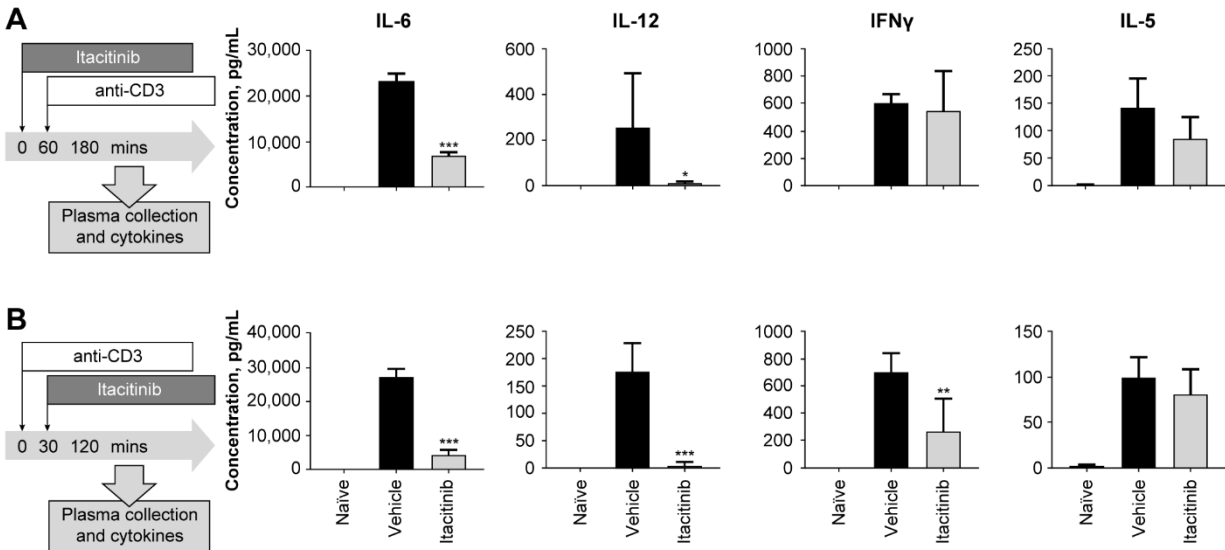 A
Itacitinib
anti-CD3
0 60 180 mins
Plasma collection
and cytokines
Concentration, pg/mL
IL-6
30,000
20,000
10,000
0
***
IL-12
600
400
200
0
*
IFNγ
1000
800
600
400
200
0
IL-5
250
200
150
100
50
0
B
anti-CD3
Itacitinib
0 30 120 mins
Plasma collection
and cytokines
Concentration, pg/mL
40,000
30,000
20,000
10,000
0
***
Naïve
Vehicle
Itacitinib
250
200
150
100
50
0
***
Naïve
Vehicle
Itacitinib
1000
800
600
400
200
0
**
Naïve
Vehicle
Itacitinib
150
100
50
0
Naïve
Vehicle
Itacitinib